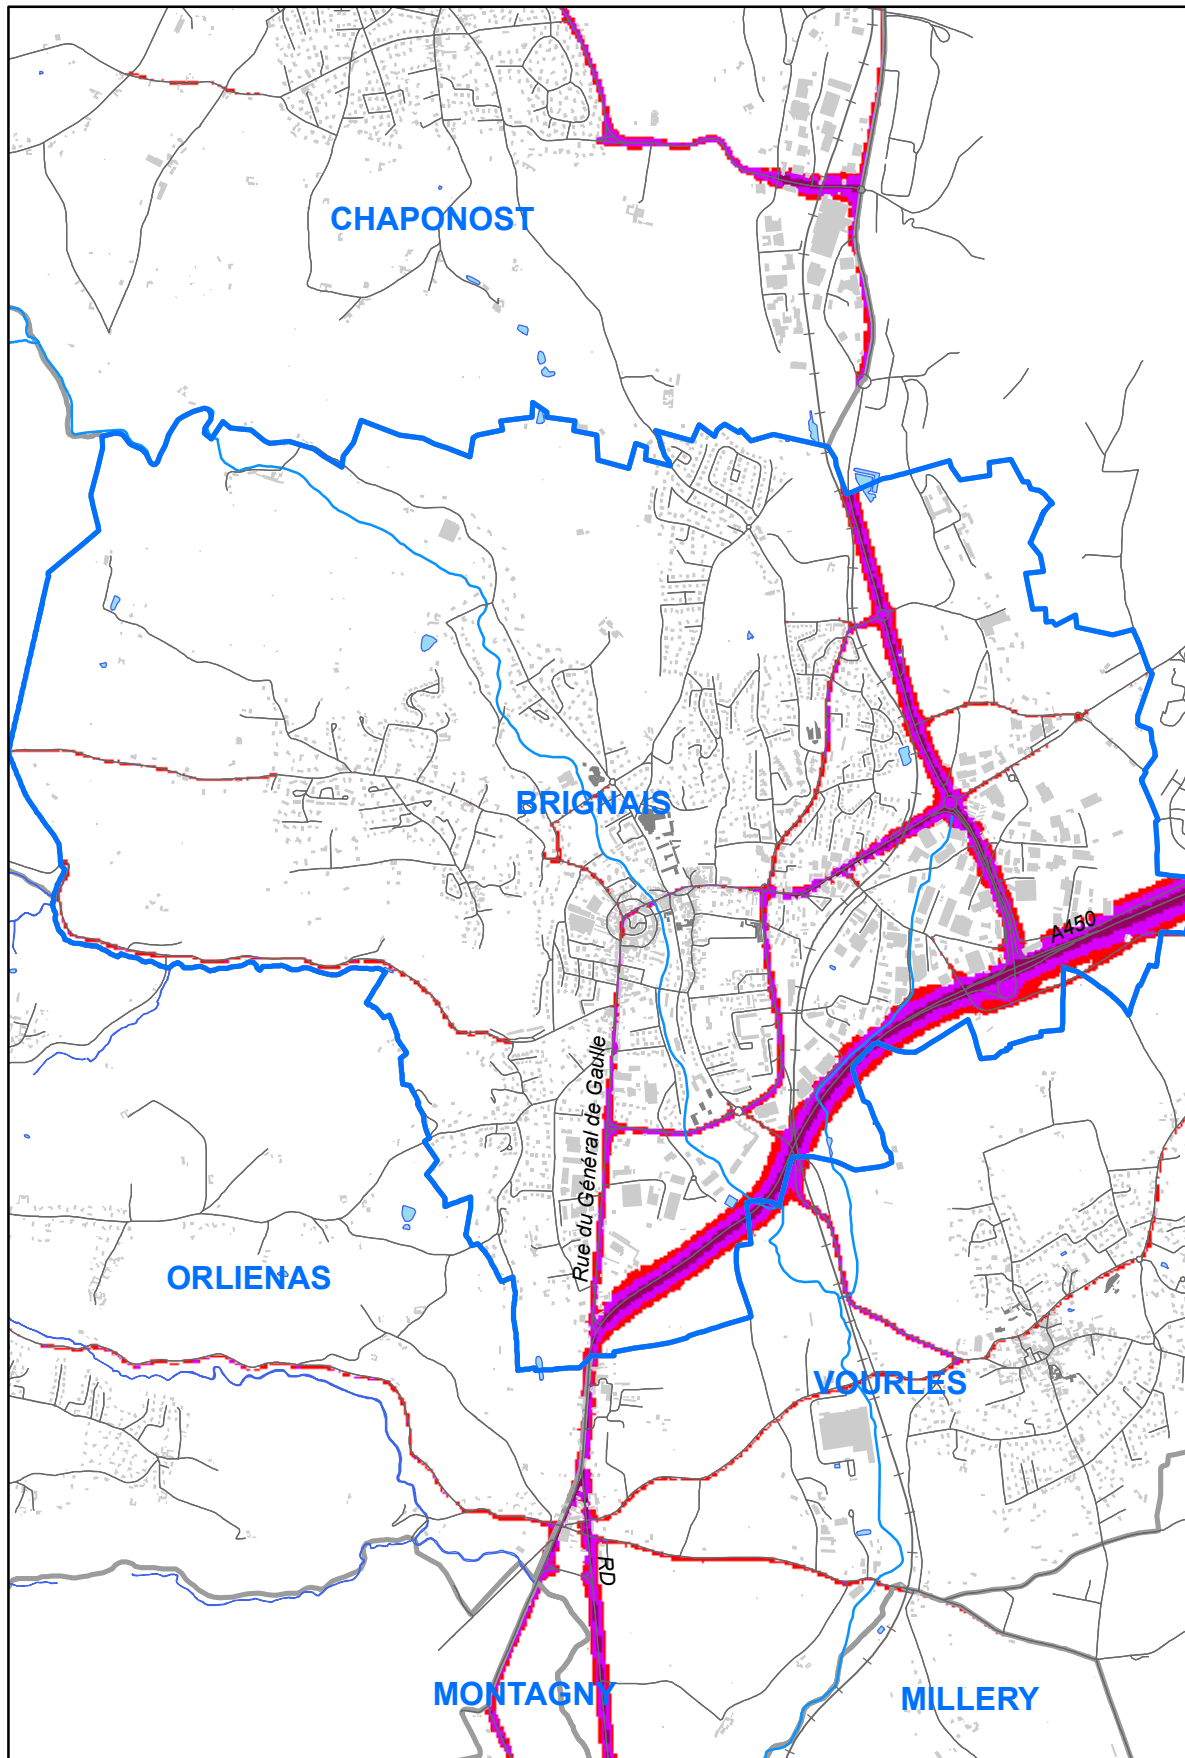 CHAPONOST
BRIGNAIS
A450
Rue du Général de Gaulle
ORLIENAS
VOURLES
RD
MONTAGNY
MILLERY